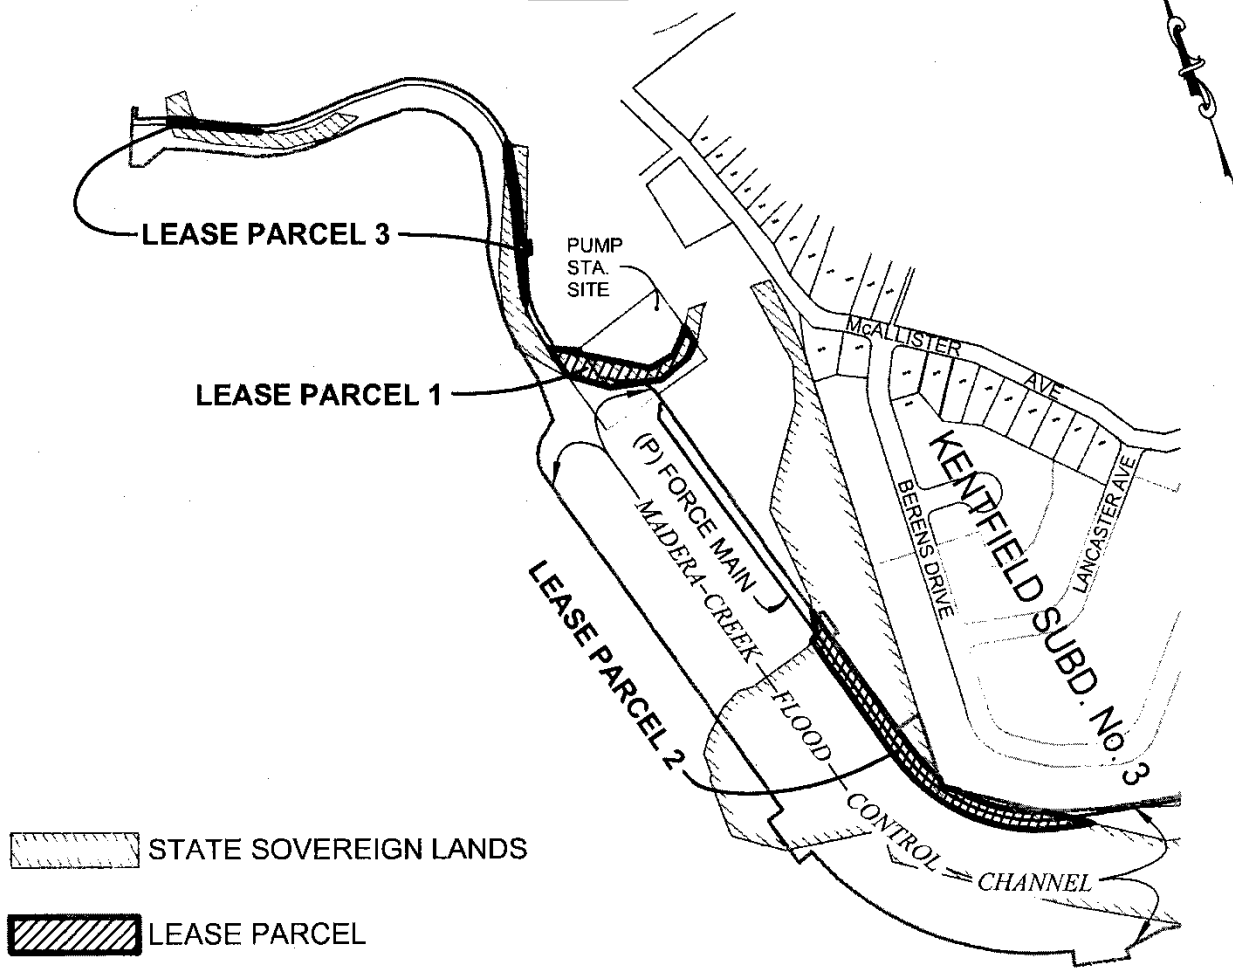 LEASE PARCEL 3
PUMP
STA.
SITE
McALLISTER
AVE
LEASE PARCEL 1
(P) FORCE MAIN
MADERA CREEK FLOOD CONTROL CHANNEL
KENTFIELD SUBD. No. 3
BERENS DRIVE
LANCASTER AVE
LEASE PARCEL 2
STATE SOVEREIGN LANDS
LEASE PARCEL